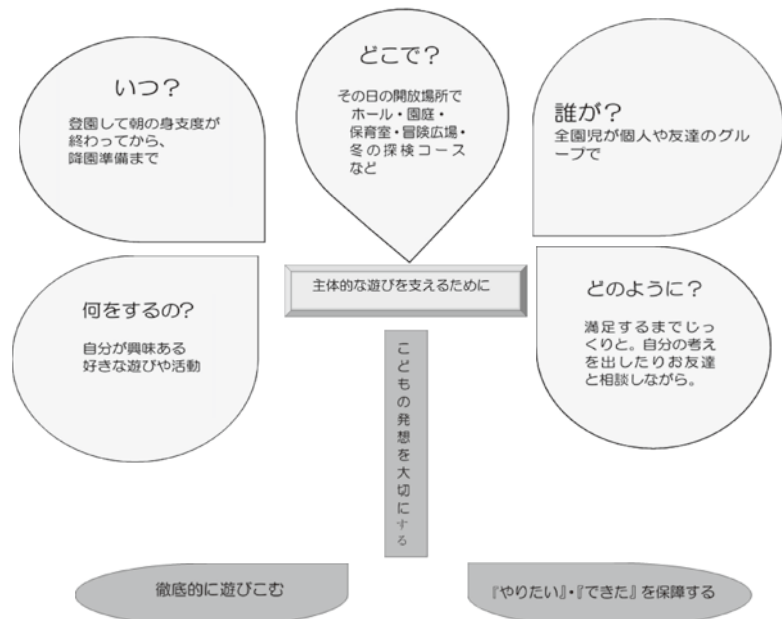 いつ？
登園して朝の身支度が
終わってから、
降園準備まで
どこで？
その日の開放場所で
ホール・園庭・
保育室・冒険広場・
冬の探検コース
など
誰が？
全園児が個人や友達のグル
ープで
何をするの？
自分が興味ある
好きな遊びや活動
主体的な遊びを支えるために
どのように？
満足するまでじっ
くりと。自分の考え
を出したりお友達
と相談しながら。
こどもの発想を大切にする
徹底的に遊びこむ
『やりたい』・『できた』を保障する